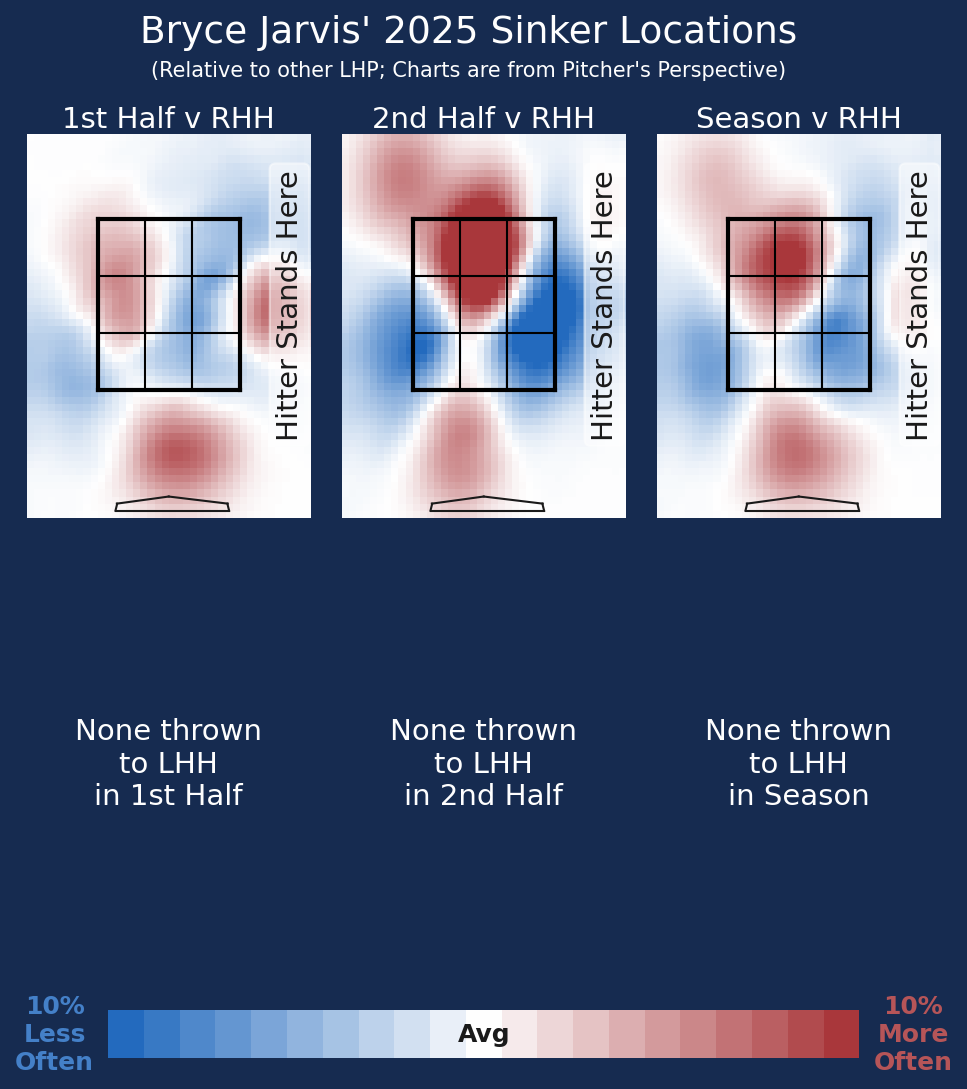 Bryce Jarvis' 2025 Sinker Locations
(Relative to other LHP; Charts are from Pitcher's Perspective)
1st Half v RHH
2nd Half v RHH
Season v RHH
Hitter Stands Here
Hitter Stands Here
Hitter Stands Here
None thrown
to LHH
in 1st Half
None thrown
to LHH
in 2nd Half
None thrown
to LHH
in Season
10%
Less
Often
Avg
10%
More
Often